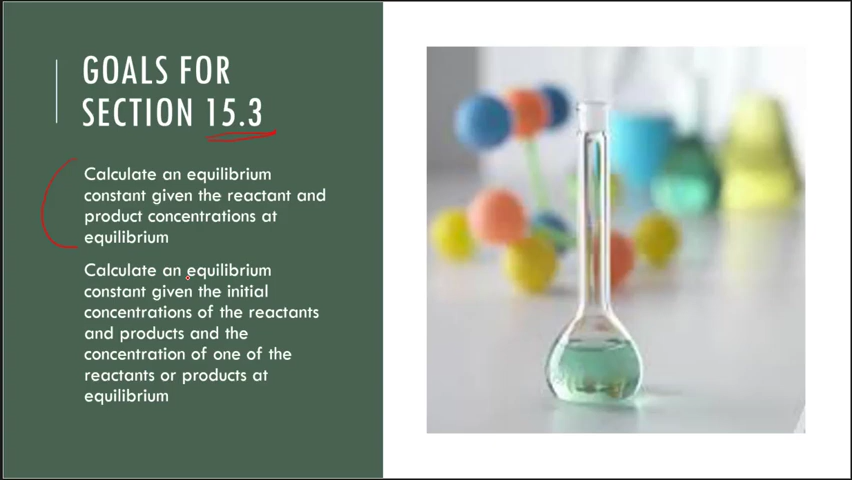 GOALS FOR
SECTION 15.3
Calculate an equilibrium
constant given the reactant and
product concentrations at
equilibrium
Calculate an equilibrium
constant given the initial
concentrations of the reactants
and products and the
concentration of one of the
reactants or products at
equilibrium